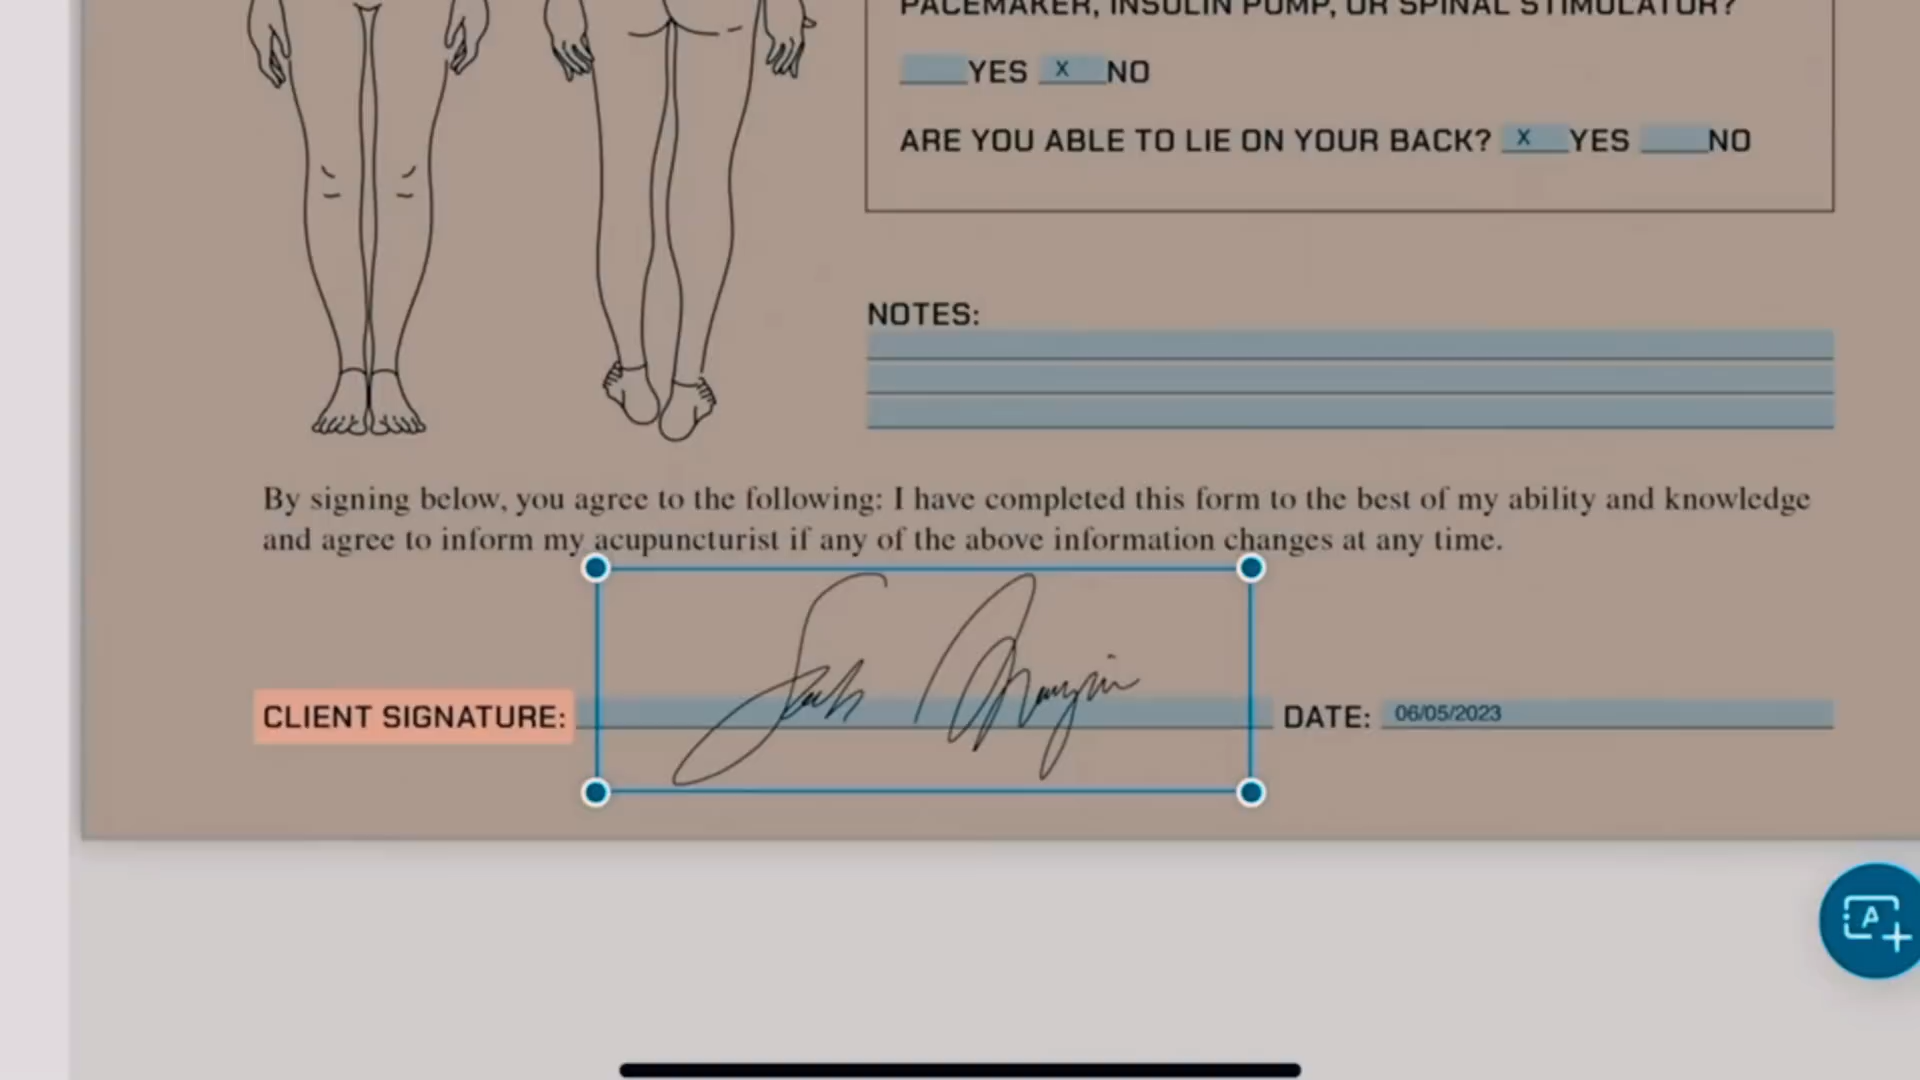 PACEMAKER, INSULIN PUMP, OR SPINAL STIMULATOR?
YES X NO
ARE YOU ABLE TO LIE ON YOUR BACK? X YES NO
NOTES:
By signing below, you agree to the following: I have completed this form to the best of my ability and knowledge
and agree to inform my acupuncturist if any of the above information changes at any time.
CLIENT SIGNATURE: DATE: 06/05/2023
A